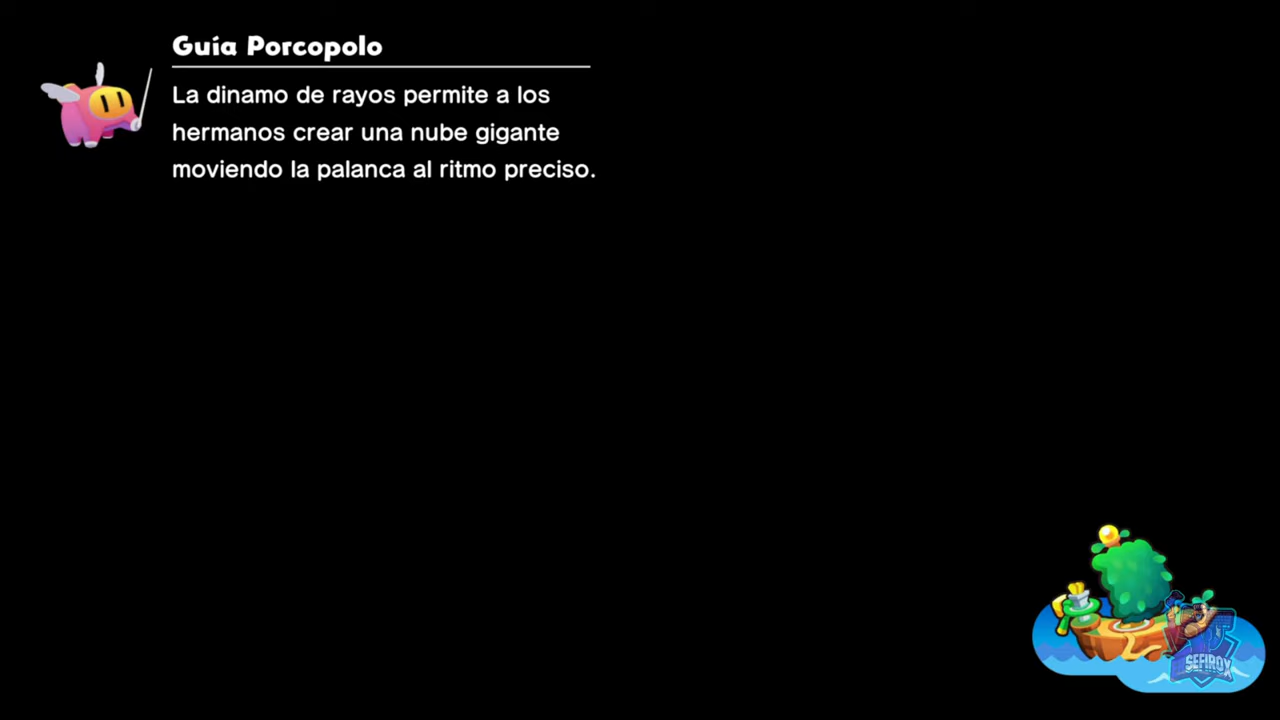 Guía Porcopolo
La dinamo de rayos permite a los
hermanos crear una nube gigante
moviendo la palanca al ritmo preciso.
SEFIROX